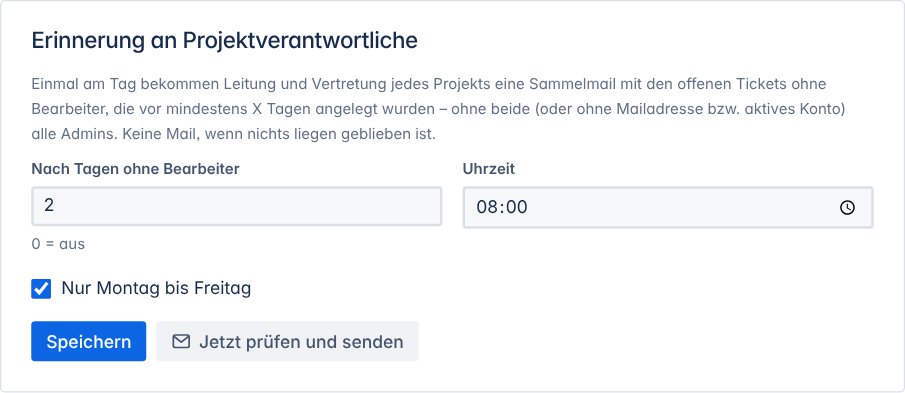 Erinnerung an Projektverantwortliche
Einmal am Tag bekommen Leitung und Vertretung jedes Projekts eine Sammelmail mit den offenen Tickets ohne
Bearbeiter, die vor mindestens X Tagen angelegt wurden – ohne beide (oder ohne Mailadresse bzw. aktives Konto)
alle Admins. Keine Mail, wenn nichts liegen geblieben ist.
Nach Tagen ohne Bearbeiter
Uhrzeit
2
08:00
0 = aus
Nur Montag bis Freitag
Speichern
Jetzt prüfen und senden